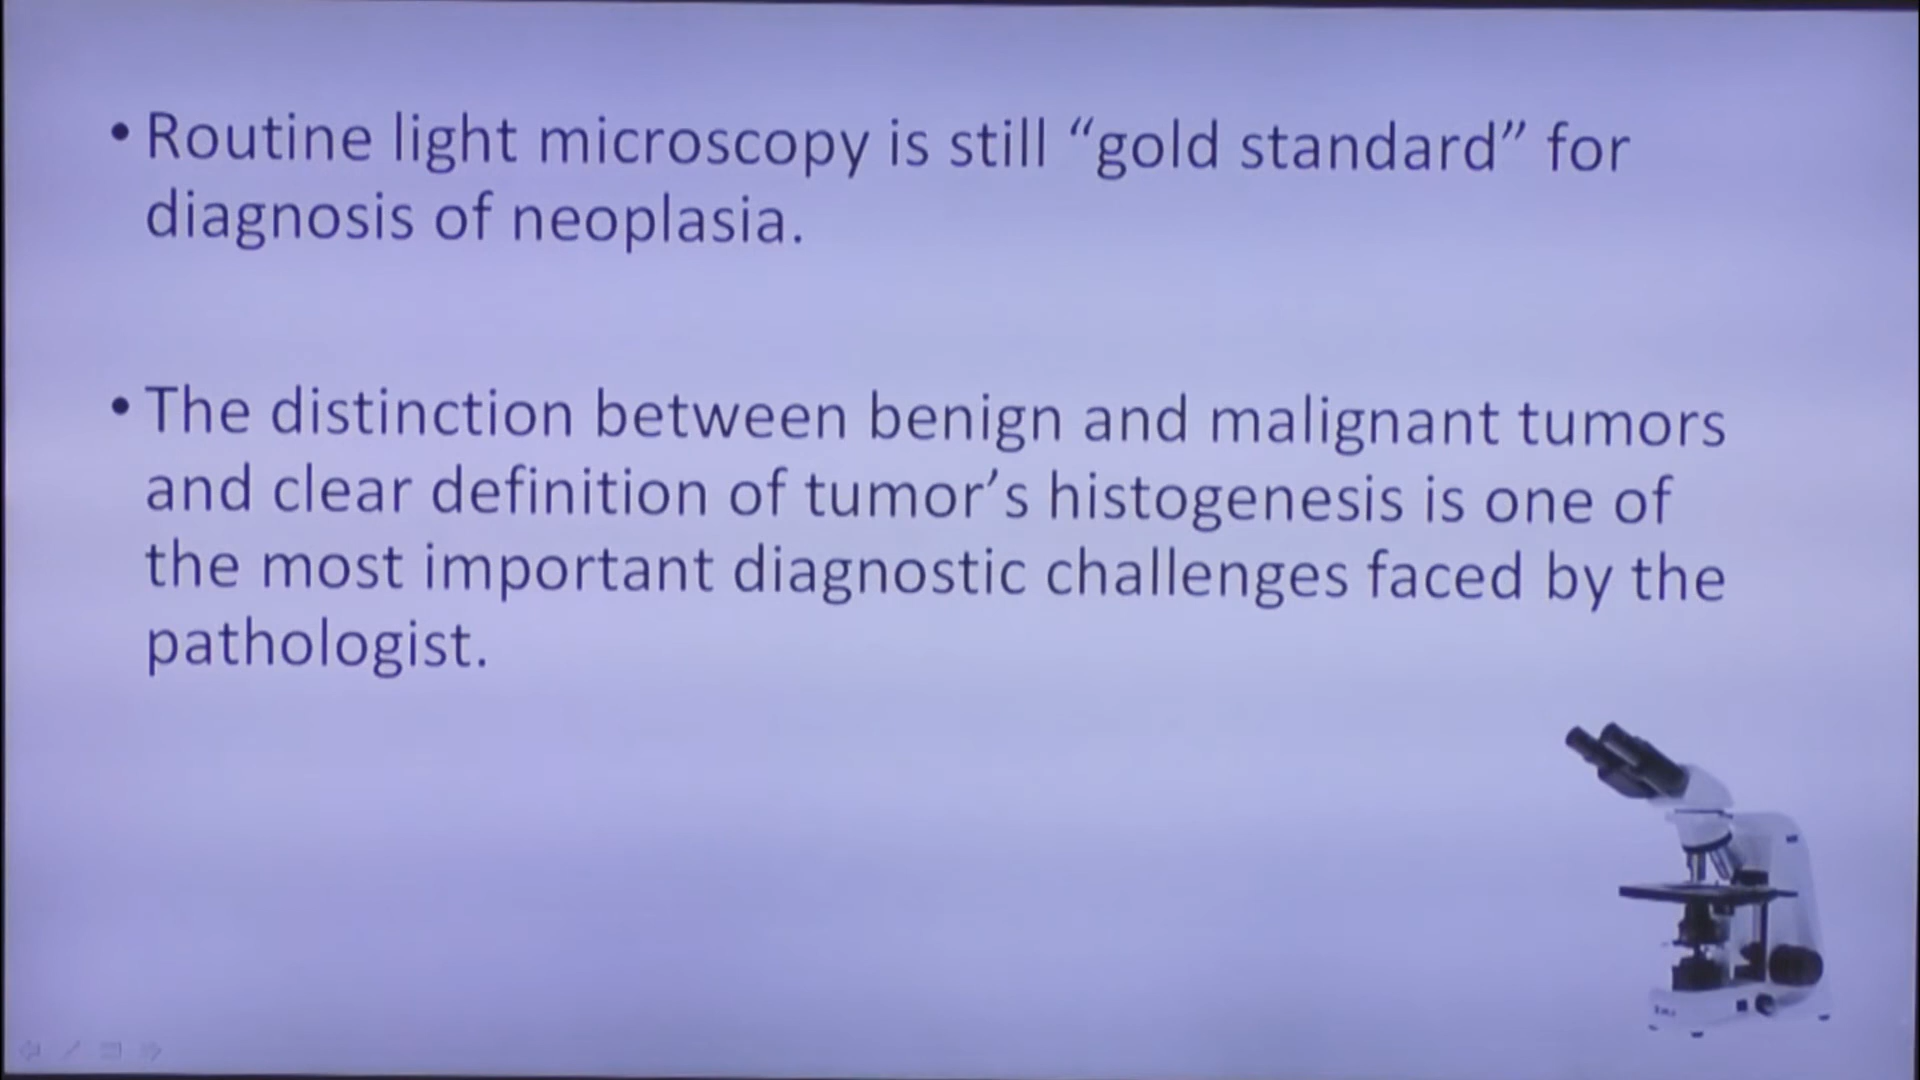 • Routine light microscopy is still “gold standard” for
diagnosis of neoplasia.
• The distinction between benign and malignant tumors
and clear definition of tumor’s histogenesis is one of
the most important diagnostic challenges faced by the
pathologist.